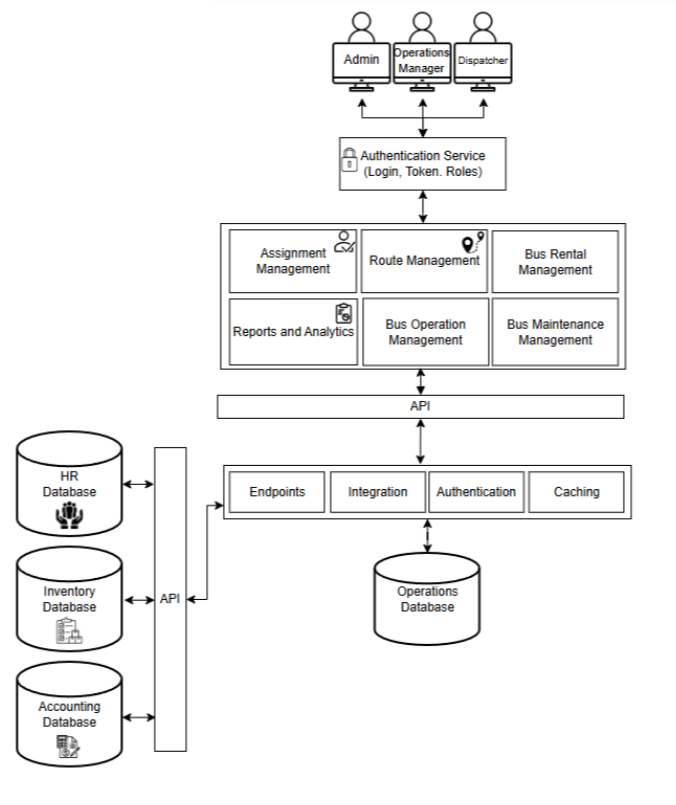 Admin
Operations
Manager
Dispatcher
Authentication Service
(Login, Token. Roles)
Assignment
Management
Route Management
Bus Rental
Management
Reports and Analytics
Bus Operation
Management
Bus Maintenance
Management
API
HR
Database
Endpoints
Integration
Authentication
Caching
Inventory
Database
API
Operations
Database
Accounting
Database